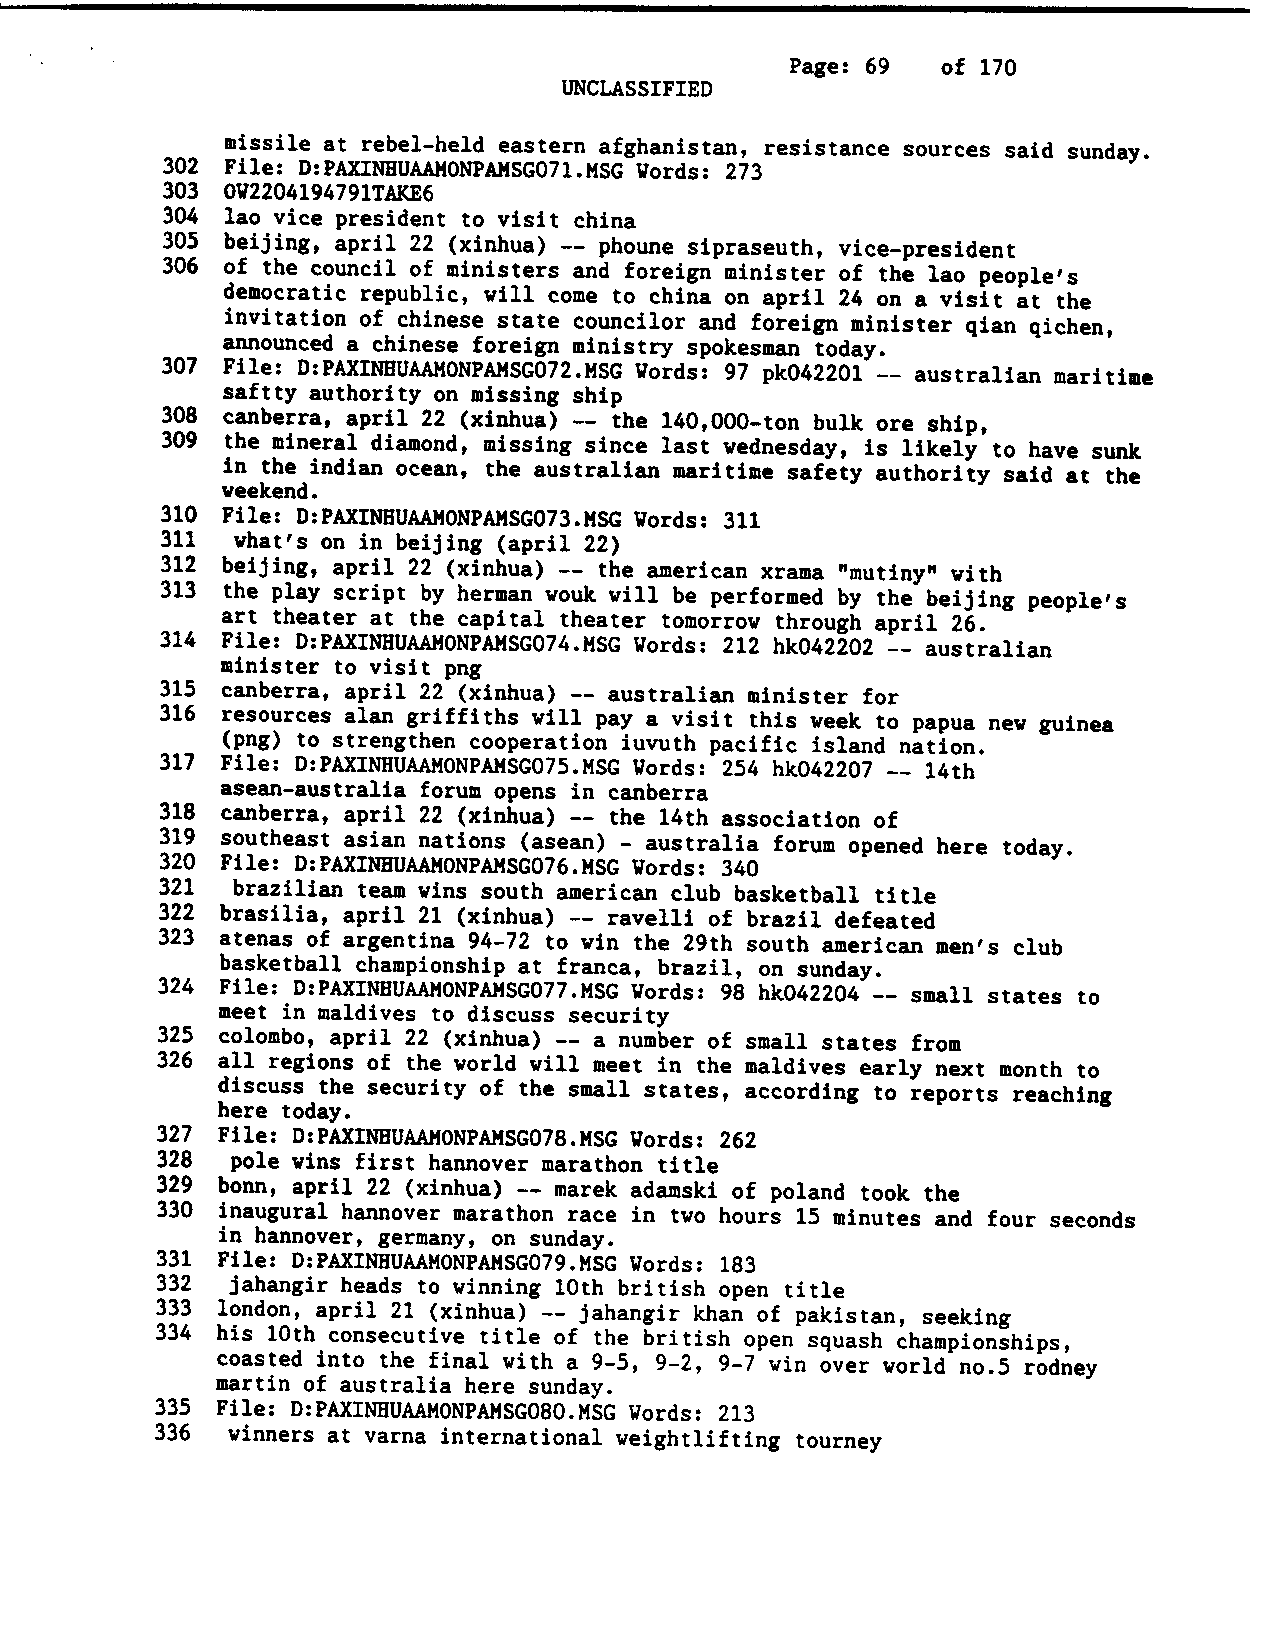 Page: 69 of 170
UNCLASSIFIED
missile at rebel-held eastern afghanistan, resistance sources said sunday.
302 File: D:PAXINHUAAMONPAMSG071.MSG Words: 273
303 OW2204194791TAKE6
304 lao vice president to visit china
305 beijing, april 22 (xinhua) -- phoune sipraseuth, vice-president
306 of the council of ministers and foreign minister of the lao people's
democratic republic, will come to china on april 24 on a visit at the
invitation of chinese state councilor and foreign minister qian qichen,
announced a chinese foreign ministry spokesman today.
307 File: D:PAXINHUAAMONPAMSG072.MSG Words: 97 pk042201 -- australian maritime
saftty authority on missing ship
308 canberra, april 22 (xinhua) -- the 140,000-ton bulk ore ship,
309 the mineral diamond, missing since last wednesday, is likely to have sunk
in the indian ocean, the australian maritime safety authority said at the
weekend.
310 File: D:PAXINHUAAMONPAMSG073.MSG Words: 311
311 what's on in beijing (april 22)
312 beijing, april 22 (xinhua) -- the american xrama "mutiny" with
313 the play script by herman wouk will be performed by the beijing people's
art theater at the capital theater tomorrow through april 26.
314 File: D:PAXINHUAAMONPAMSG074.MSG Words: 212 hk042202 -- australian
minister to visit png
315 canberra, april 22 (xinhua) -- australian minister for
316 resources alan griffiths will pay a visit this week to papua new guinea
(png) to strengthen cooperation iuvuth pacific island nation.
317 File: D:PAXINHUAAMONPAMSG075.MSG Words: 254 hk042207 -- 14th
asean-australia forum opens in canberra
318 canberra, april 22 (xinhua) -- the 14th association of
319 southeast asian nations (asean) - australia forum opened here today.
320 File: D:PAXINHUAAMONPAMSG076.MSG Words: 340
321 brazilian team wins south american club basketball title
322 brasilia, april 21 (xinhua) -- ravelli of brazil defeated
323 atenas of argentina 94-72 to win the 29th south american men's club
basketball championship at franca, brazil, on sunday.
324 File: D:PAXINHUAAMONPAMSG077.MSG Words: 98 hk042204 -- small states to
meet in maldives to discuss security
325 colombo, april 22 (xinhua) -- a number of small states from
326 all regions of the world will meet in the maldives early next month to
discuss the security of the small states, according to reports reaching
here today.
327 File: D:PAXINHUAAMONPAMSG078.MSG Words: 262
328 pole wins first hannover marathon title
329 bonn, april 22 (xinhua) -- marek adamski of poland took the
330 inaugural hannover marathon race in two hours 15 minutes and four seconds
in hannover, germany, on sunday.
331 File: D:PAXINHUAAMONPAMSG079.MSG Words: 183
332 jahangir heads to winning 10th british open title
333 london, april 21 (xinhua) -- jahangir khan of pakistan, seeking
334 his 10th consecutive title of the british open squash championships,
coasted into the final with a 9-5, 9-2, 9-7 win over world no.5 rodney
martin of australia here sunday.
335 File: D:PAXINHUAAMONPAMSG080.MSG Words: 213
336 winners at varna international weightlifting tourney